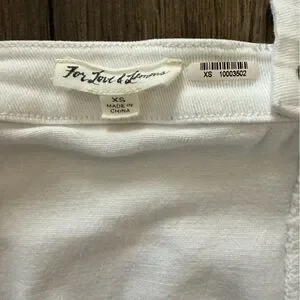 For Love & Lemons
XS
MADE IN
CHINA
XS 10003502